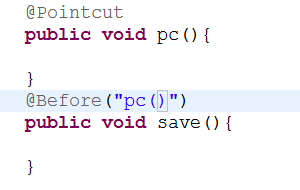 @Pointcut
public void pc(){
}
@Before("pc()")
public void save(){
}